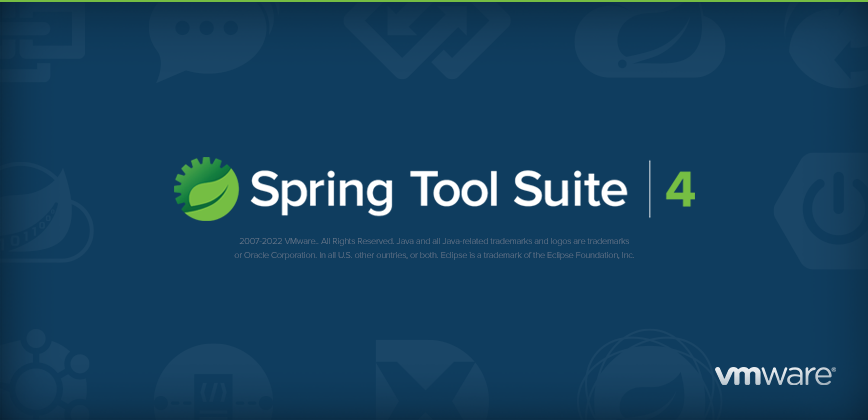 Spring Tool Suite | 4
2007-2022 VMware.. All Rights Reserved. Java and all Java-related trademarks and logos are trademarks
or Oracle Corporation. In all U.S. other ountries, or both. Eclipse is a trademark of the Eclipse Foundation, Inc.
vmware®